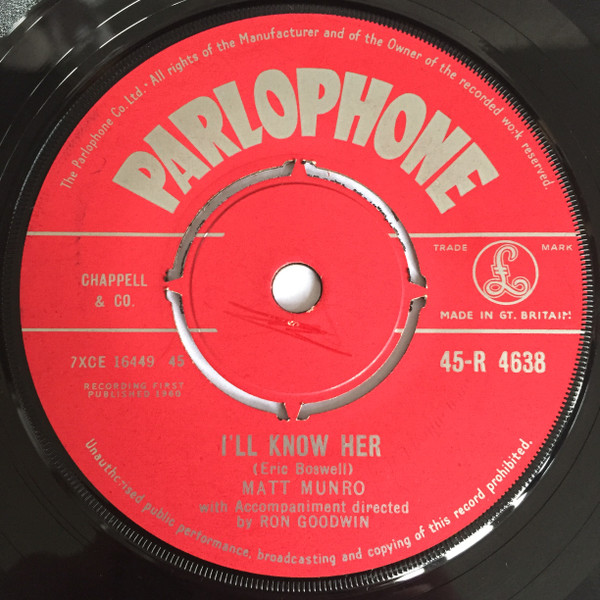 The Parlophone Co. Ltd. · All rights of the Manufacturer and of the Owner of the recorded work reserved.
PARLOPHONE
TRADE MARK
£
CHAPPELL
& CO.
MADE IN GT. BRITAIN
7XCE 16449 45
45-R 4638
RECORDING FIRST
PUBLISHED 1960
I'LL KNOW HER
(Eric Boswell)
MATT MUNRO
with Accompaniment directed
by RON GOODWIN
Unauthorised public performance, broadcasting and copying of this record prohibited.